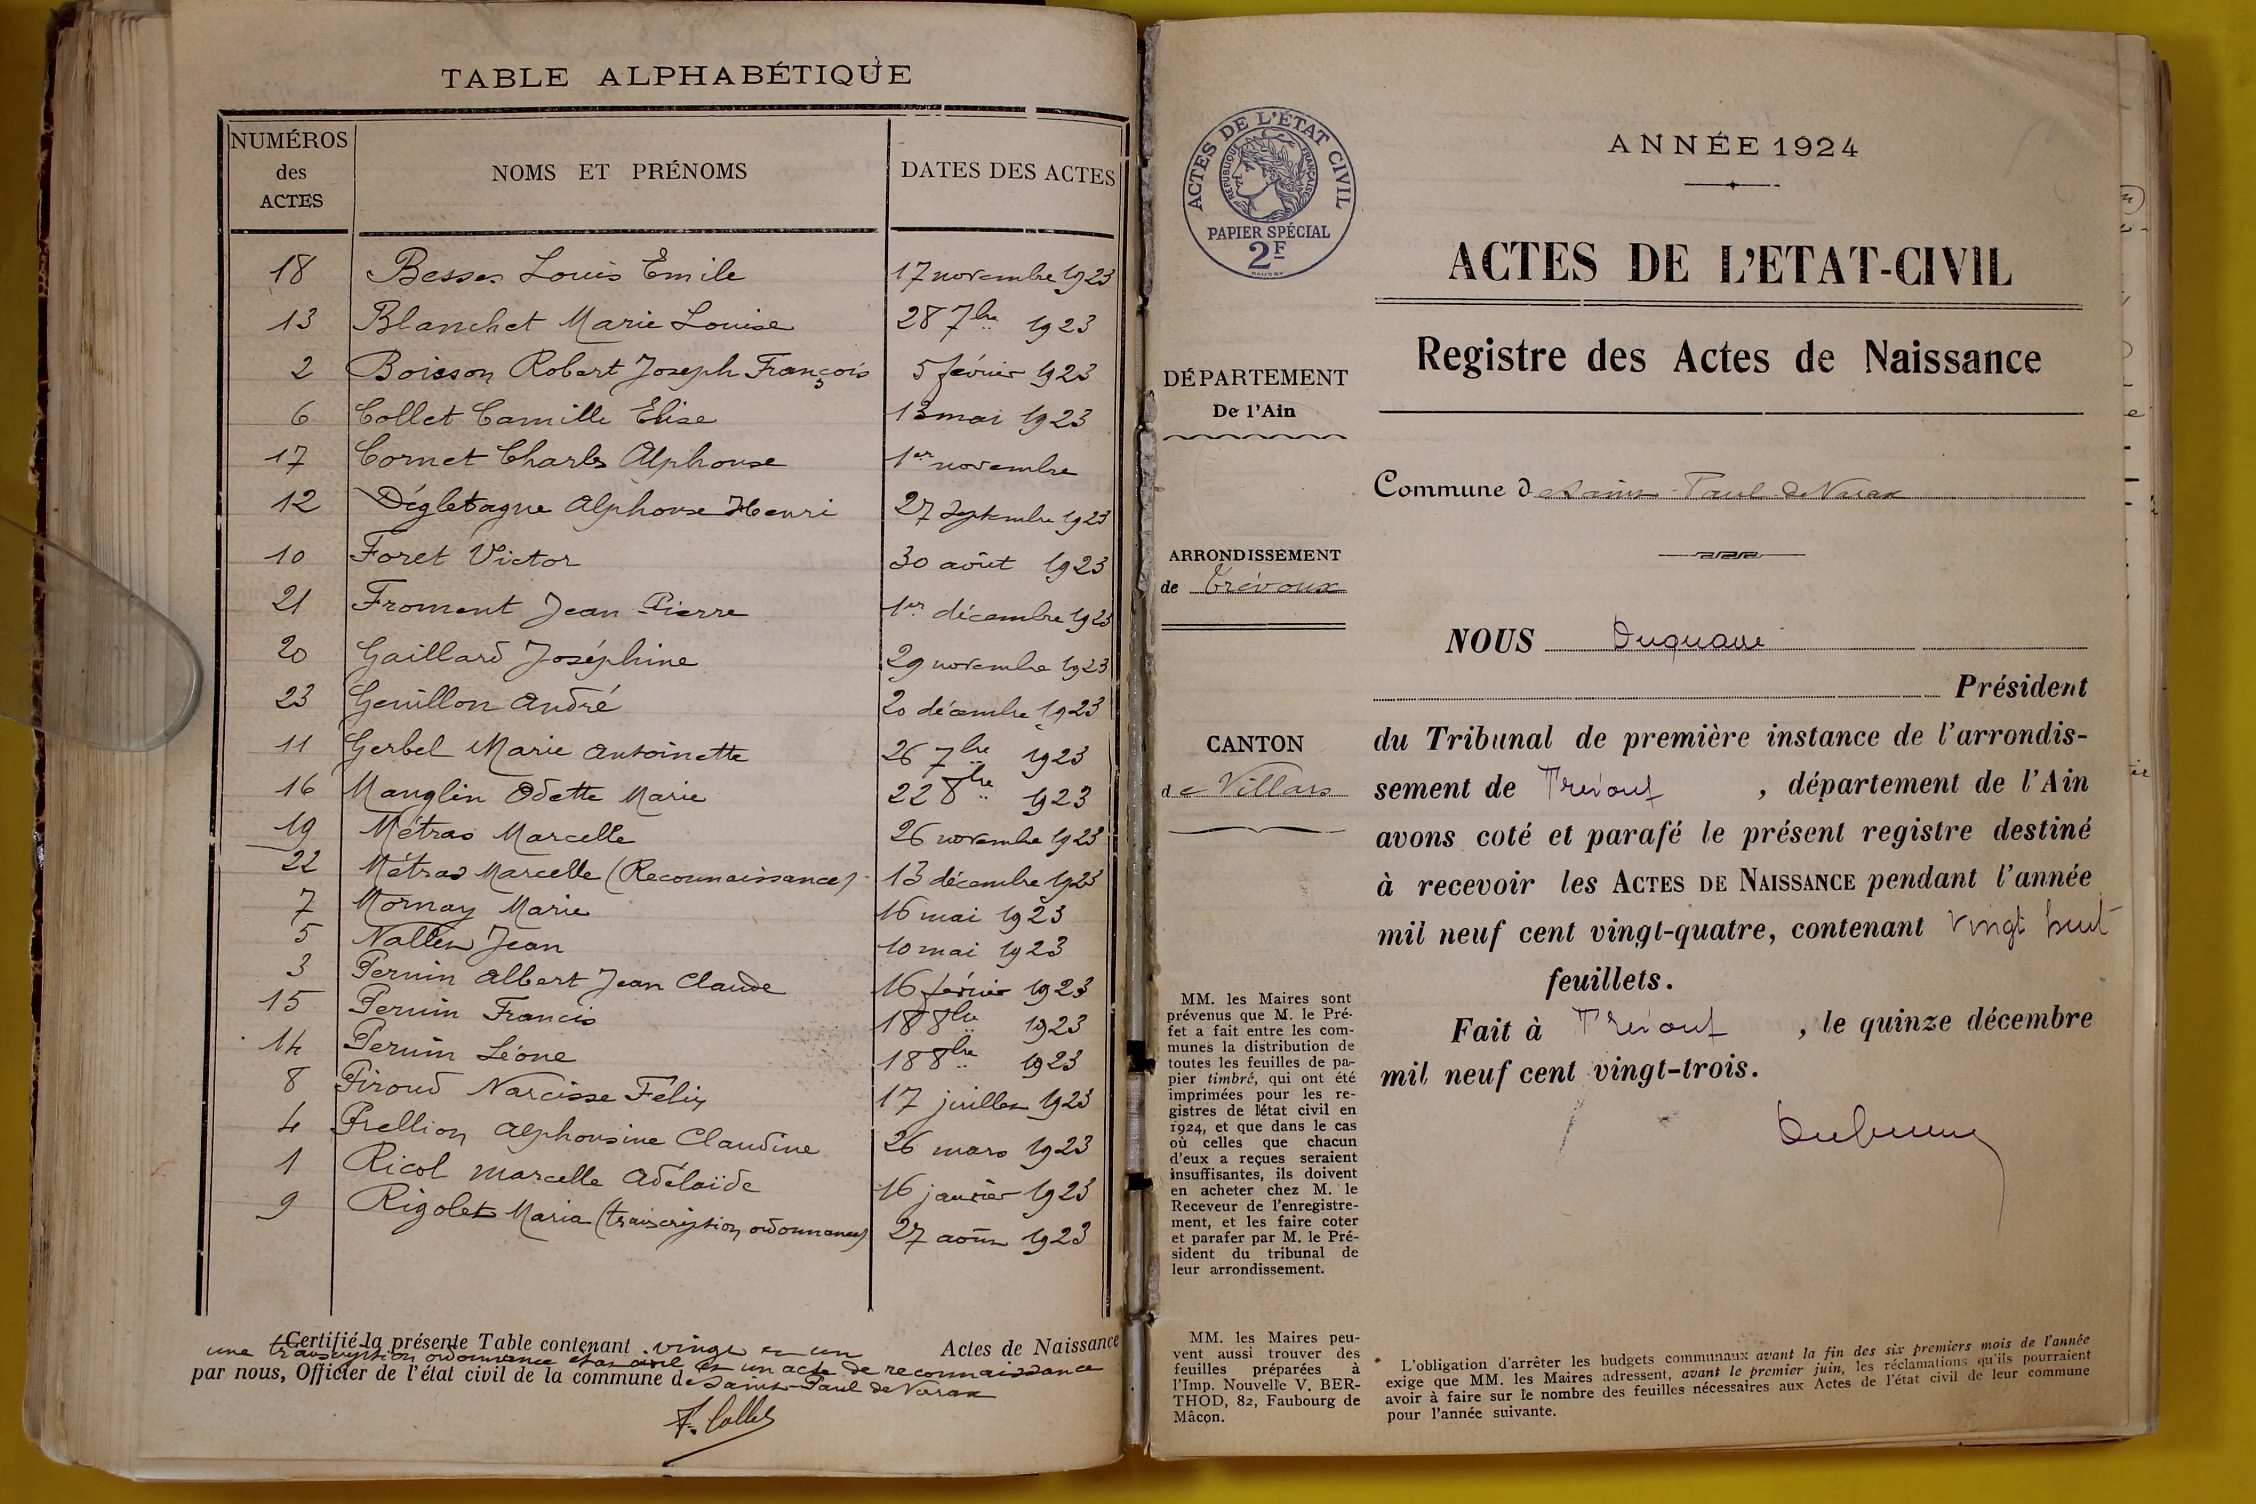 TABLE ALPHABÉTIQUE
NUMÉROS des ACTES NOMS ET PRÉNOMS DATES DES ACTES
18 Besson Louis Emile 17 novembre 1923
13 Blanchet Marie Louise 28 7bre 1923
2 Boisson Robert Joseph François 5 février 1923
6 Collet Camille Elise 13 mai 1923
17 Cornet Charles Alphonse 1er novembre
12 Dégletagne Alphonse Henri 27 septembre 1923
10 Foret Victor 30 août 1923
21 Froment Jean Pierre 1er décembre 1923
20 Gaillard Joséphine 29 novembre 1923
23 Genillon André 20 décembre 1923
11 Gerbel Marie Antoinette 26 7bre 1923
16 Manglin Odette Marie 22 8bre 1923
19 Métras Marcelle 26 novembre 1923
22 Métras Marcelle (Reconnaissance) 13 décembre 1923
7 Mornay Marie 16 mai 1923
5 Jean 10 mai 1923
3 Perrin Albert Jean Claude 16 février 1923
15 Perrin Francis 18 8bre 1923
14 Perrin Léone 18 8bre 1923
8 Piroud Narcisse Félix 17 juillet 1923
4 Prellion Alphonsine Claudine 26 mars 1923
1 Ricol Marcelle Adélaïde 16 janvier 1923
9 Rigolet Maria (transcription ordonnance) 27 août 1923
Certifié la présente Table contenant vingt et un Actes de Naissance
une transcription ordonnance et un acte de reconnaissance
par nous, Officier de l'état civil de la commune de Saint-Paul de Varax
F. Collet
ACTES DE L'ÉTAT CIVIL
RÉPUBLIQUE FRANÇAISE
PAPIER SPÉCIAL
2F
DÉPARTEMENT
De l'Ain
ARRONDISSEMENT
de Trévoux
CANTON
de Villars
MM. les Maires sont
prévenus que M. le Pré-
fet a fait entre les com-
munes la distribution de
toutes les feuilles de pa-
pier timbré, qui ont été
imprimées pour les re-
gistres de l'état civil en
1924, et que dans le cas
où celles que chacun
d'eux a reçues seraient
insuffisantes, ils doivent
en acheter chez M. le
Receveur de l'enregistre-
ment, et les faire coter
et parafer par M. le Pré-
sident du tribunal de
leur arrondissement.
MM. les Maires peu-
vent aussi trouver des
feuilles préparées à
l'Imp. Nouvelle V. BER-
THOD, 82, Faubourg de
Mâcon.
ANNÉE 1924
ACTES DE L'ETAT-CIVIL
Registre des Actes de Naissance
Commune de Saint-Paul de Varax
NOUS
Président
du Tribunal de première instance de l'arrondis-
sement de Trévoux, département de l'Ain
avons coté et parafé le présent registre destiné
à recevoir les ACTES DE NAISSANCE pendant l'année
mil neuf cent vingt-quatre, contenant vingt huit
feuillets.
Fait à Trévoux, le quinze décembre
mil neuf cent vingt-trois.
L'obligation d'arrêter les budgets communaux avant la fin des six premiers mois de l'année
exige que MM. les Maires adressent, avant le premier juin, les réclamations qu'ils pourraient
avoir à faire sur le nombre des feuilles nécessaires aux Actes de l'état civil de leur commune
pour l'année suivante.